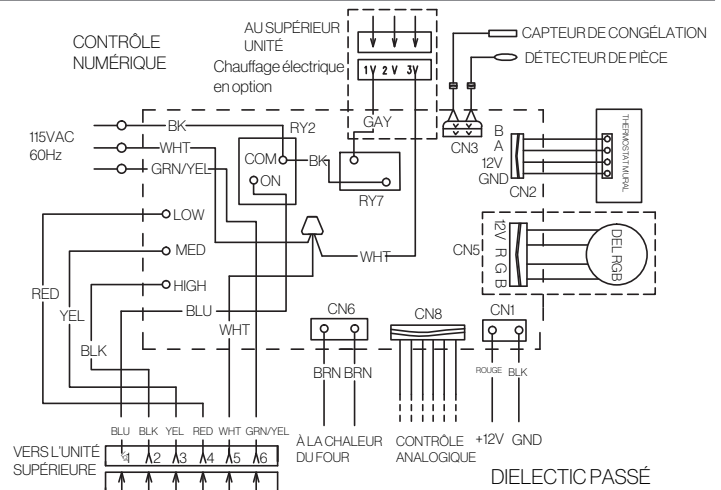 CONTRÔLE
NUMÉRIQUE
AU SUPÉRIEUR
UNITÉ
Chauffage électrique
en option
1V 2V 3V
GAY
CAPTEUR DE CONGÉLATION
DÉTECTEUR DE PIÈCE
CN3
115VAC
60Hz
BK
WHT
GRN/YEL
RY2
COM
ON
BK
RY7
B
A
12V
GND
CN2
THERMOSTAT MURAL
LOW
MED
HIGH
WHT
CN5
12V R G B
DEL RGB
RED
YEL
BLK
BLU
WHT
CN6
CN8
CN1
BRN BRN
ROUGE BLK
BLU BLK YEL RED WHT GRN/YEL
VERS L'UNITÉ
SUPÉRIEURE
1 2 3 4 5 6
À LA CHALEUR
DU FOUR
CONTRÔLE
ANALOGIQUE
+12V GND
DIELECTIC PASSÉ